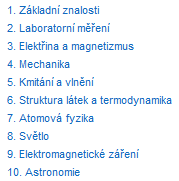 1. Základní znalosti
2. Laboratorní měření
3. Elektřina a magnetizmus
4. Mechanika
5. Kmitání a vlnění
6. Struktura látek a termodynamika
7. Atomová fyzika
8. Světlo
9. Elektromagnetické záření
10. Astronomie